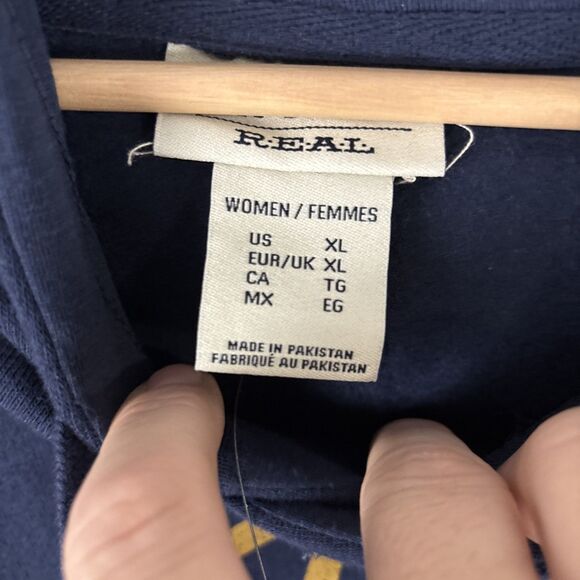 R.E.A.L
WOMEN / FEMMES
US XL
EUR/UK XL
CA TG
MX EG
MADE IN PAKISTAN
FABRIQUÉ AU PAKISTAN